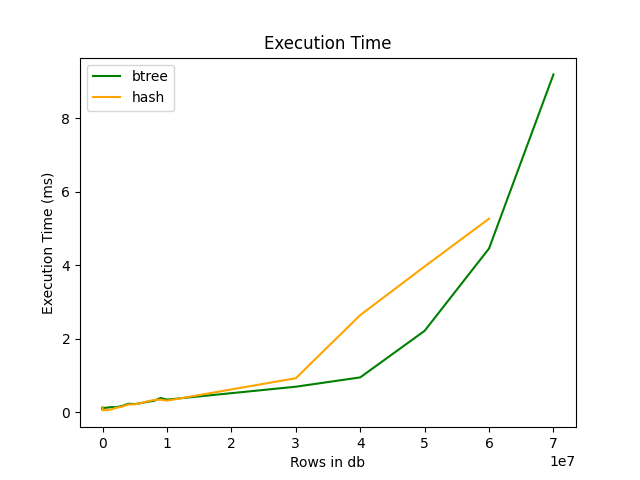 Execution Time
btree
hash
Execution Time (ms)
8
6
4
2
0
0 1 2 3 4 5 6 7
1e7
Rows in db